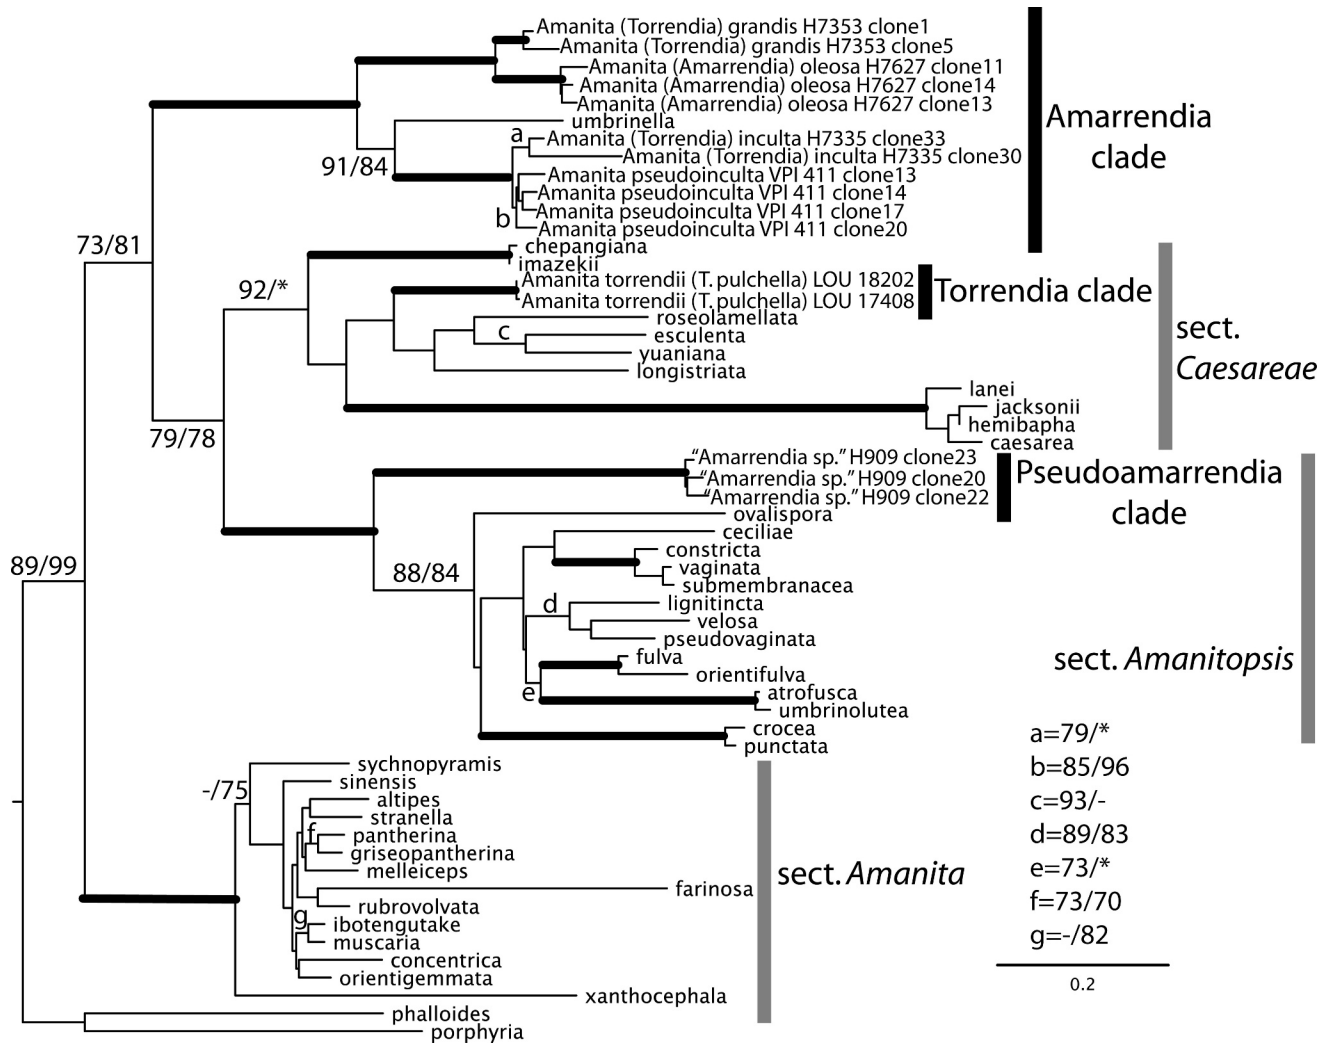 Amanita (Torrendia) grandis H7353 clone1
Amanita (Torrendia) grandis H7353 clone5
Amanita (Amarrendia) oleosa H7627 clone11
Amanita (Amarrendia) oleosa H7627 clone14
Amanita (Amarrendia) oleosa H7627 clone13
umbrinella
a
Amanita (Torrendia) inculta H7335 clone33
Amanita (Torrendia) inculta H7335 clone30
91/84
Amanita pseudoinculta VPI 411 clone13
Amanita pseudoinculta VPI 411 clone14
Amanita pseudoinculta VPI 411 clone17
b
Amanita pseudoinculta VPI 411 clone20
Amarrendia
clade
73/81
chepangiana
imazekii
92/*
Amanita torrendii (T. pulchella) LOU 18202
Amanita torrendii (T. pulchella) LOU 17408
Torrendia clade
roseolamellata
c
esculenta
yuaniana
longistriata
sect.
Caesareae
lanei
jacksonii
hemibapha
caesarea
79/78
"Amarrendia sp." H909 clone23
"Amarrendia sp." H909 clone20
"Amarrendia sp." H909 clone22
Pseudoamarrendia
clade
ovalispora
ceciliae
constricta
vaginata
submembranacea
89/99
88/84
d
lignitincta
velosa
pseudovaginata
fulva
orientifulva
e
atrofusca
umbrinolutea
crocea
punctata
sect. Amanitopsis
sychnopyramis
-/75
sinensis
altipes
stranella
f
pantherina
griseopantherina
melleiceps
farinosa
rubrovolvata
g
ibotengutake
muscaria
concentrica
orientigemmata
xanthocephala
sect. Amanita
phalloides
porphyria
a=79/*
b=85/96
c=93/-
d=89/83
e=73/*
f=73/70
g=-/82
0.2